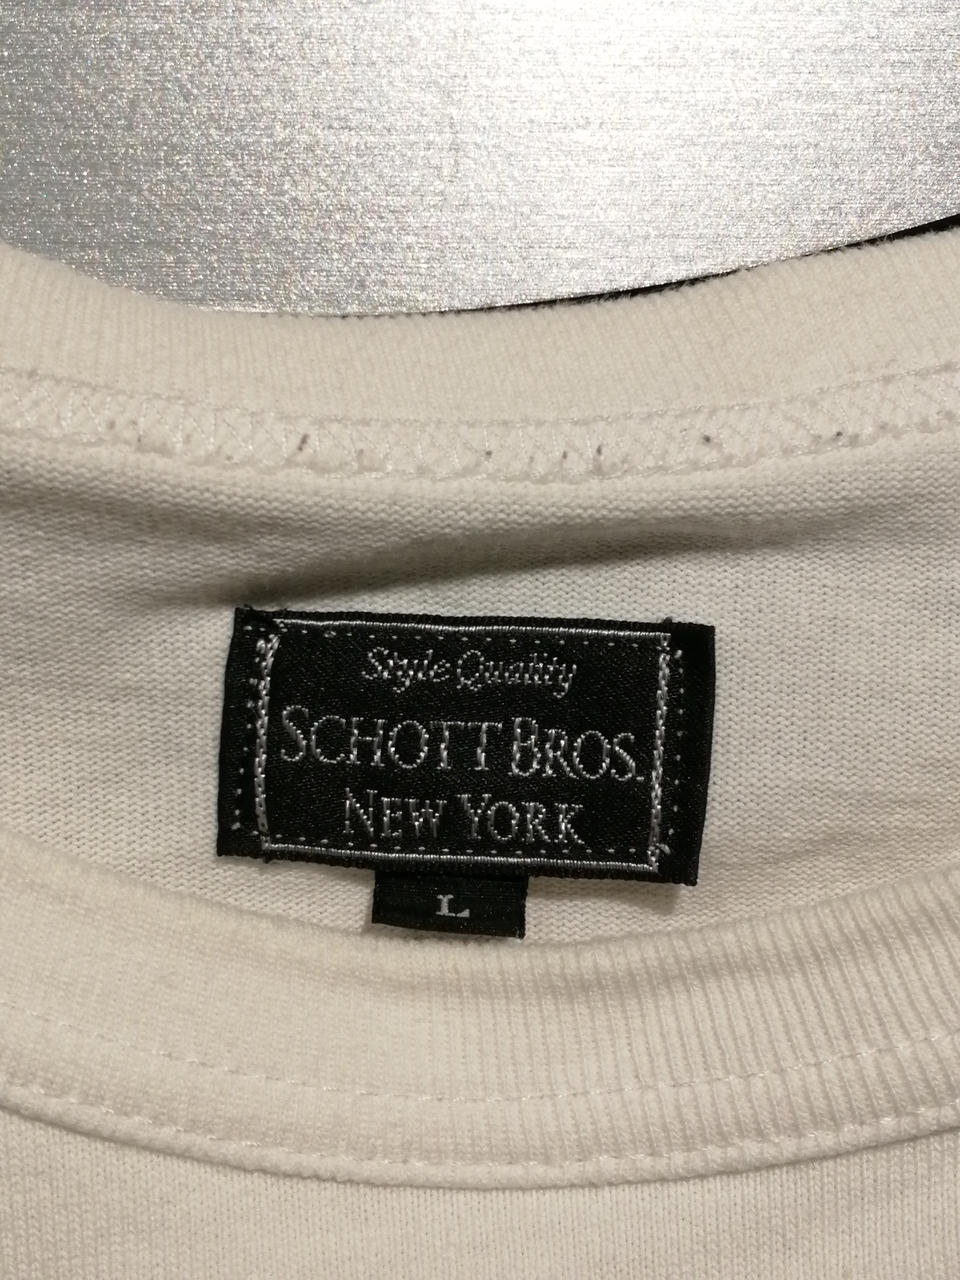 Style Quality
SCHOTT BROS.
NEW YORK
L